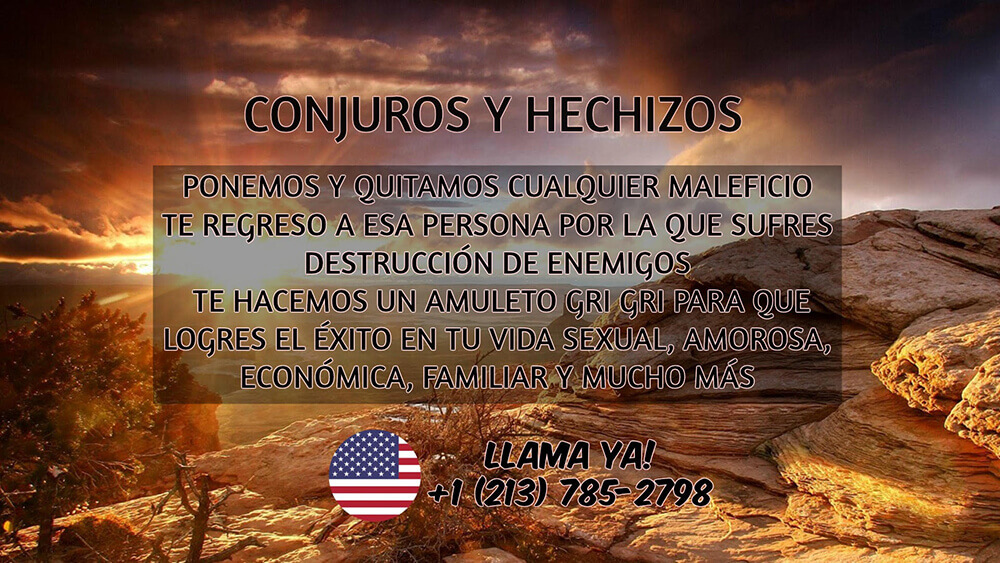 CONJUROS Y HECHIZOS
PONEMOS Y QUITAMOS CUALQUIER MALEFICIO
TE REGRESO A ESA PERSONA POR LA QUE SUFRES
DESTRUCCIÓN DE ENEMIGOS
TE HACEMOS UN AMULETO GRI GRI PARA QUE
LOGRES EL ÉXITO EN TU VIDA SEXUAL, AMOROSA,
ECONÓMICA, FAMILIAR Y MUCHO MÁS
LLAMA YA!
+1 (213) 785-2798